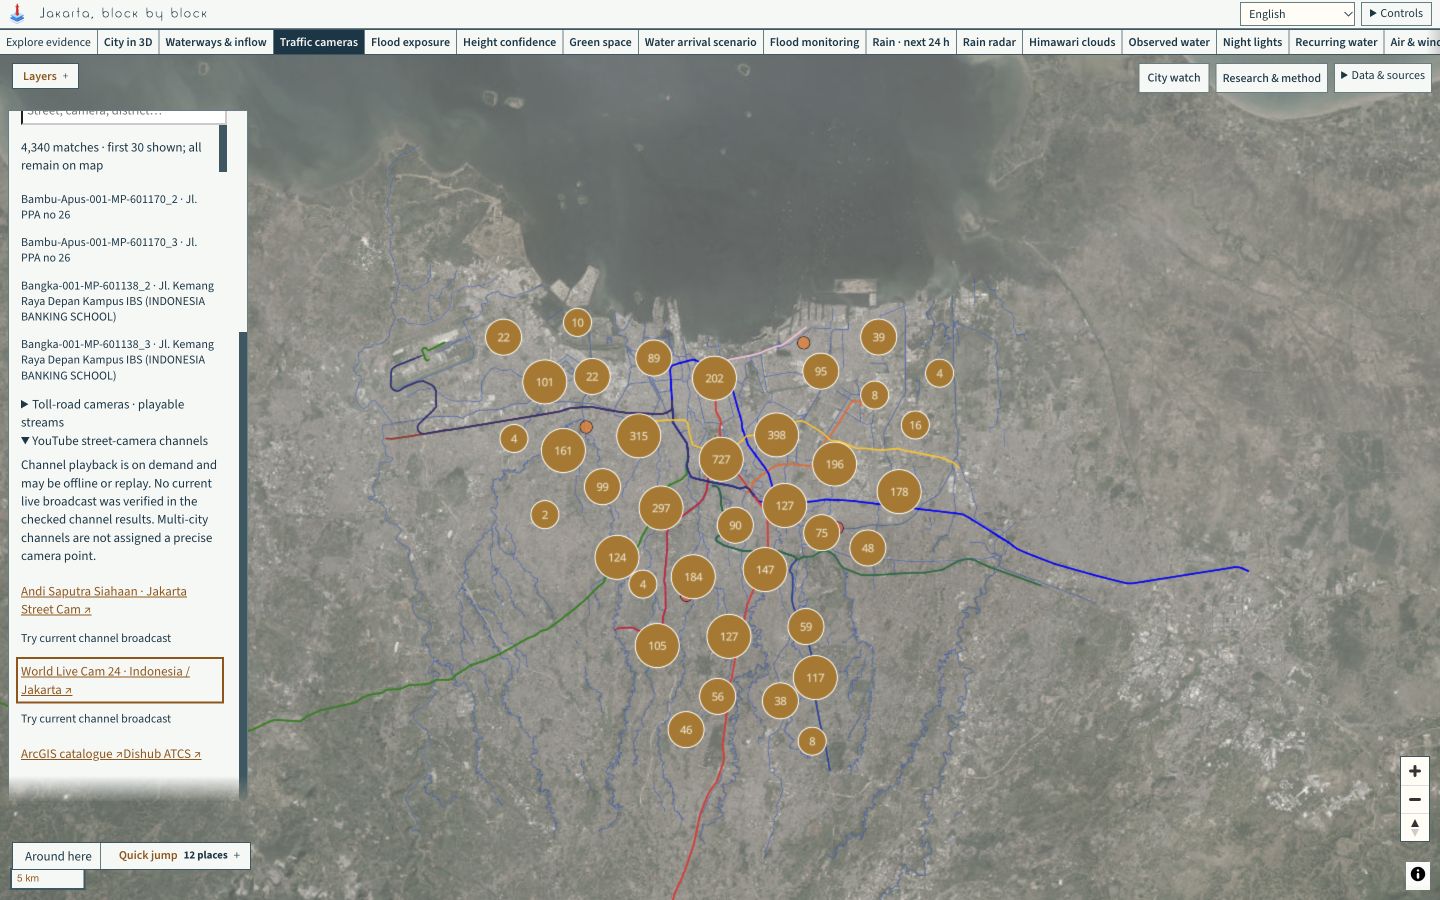 Jakarta, block by block
English
Controls
Explore evidence
City in 3D
Waterways & inflow
Traffic cameras
Flood exposure
Height confidence
Green space
Water arrival scenario
Flood monitoring
Rain · next 24 h
Rain radar
Himawari clouds
Observed water
Night lights
Recurring water
Air & wind
Layers +
City watch
Research & method
Data & sources
Street, camera, district…
4,340 matches · first 30 shown; all
remain on map
Bambu-Apus-001-MP-601170_2 · Jl.
PPA no 26
Bambu-Apus-001-MP-601170_3 · Jl.
PPA no 26
Bangka-001-MP-601138_2 · Jl. Kemang
Raya Depan Kampus IBS (INDONESIA
BANKING SCHOOL)
Bangka-001-MP-601138_3 · Jl. Kemang
Raya Depan Kampus IBS (INDONESIA
BANKING SCHOOL)
Toll-road cameras · playable
streams
YouTube street-camera channels
Channel playback is on demand and
may be offline or replay. No current
live broadcast was verified in the
checked channel results. Multi-city
channels are not assigned a precise
camera point.
Andi Saputra Siahaan · Jakarta
Street Cam ↗
Try current channel broadcast
World Live Cam 24 · Indonesia /
Jakarta ↗
Try current channel broadcast
ArcGIS catalogue ↗Dishub ATCS ↗
10
22
39
89
22
101
202
95
4
8
16
4
161
315
398
727
196
99
178
2
297
127
90
75
48
124
4
184
147
105
127
59
117
56
38
46
8
Around here
Quick jump 12 places +
5 km